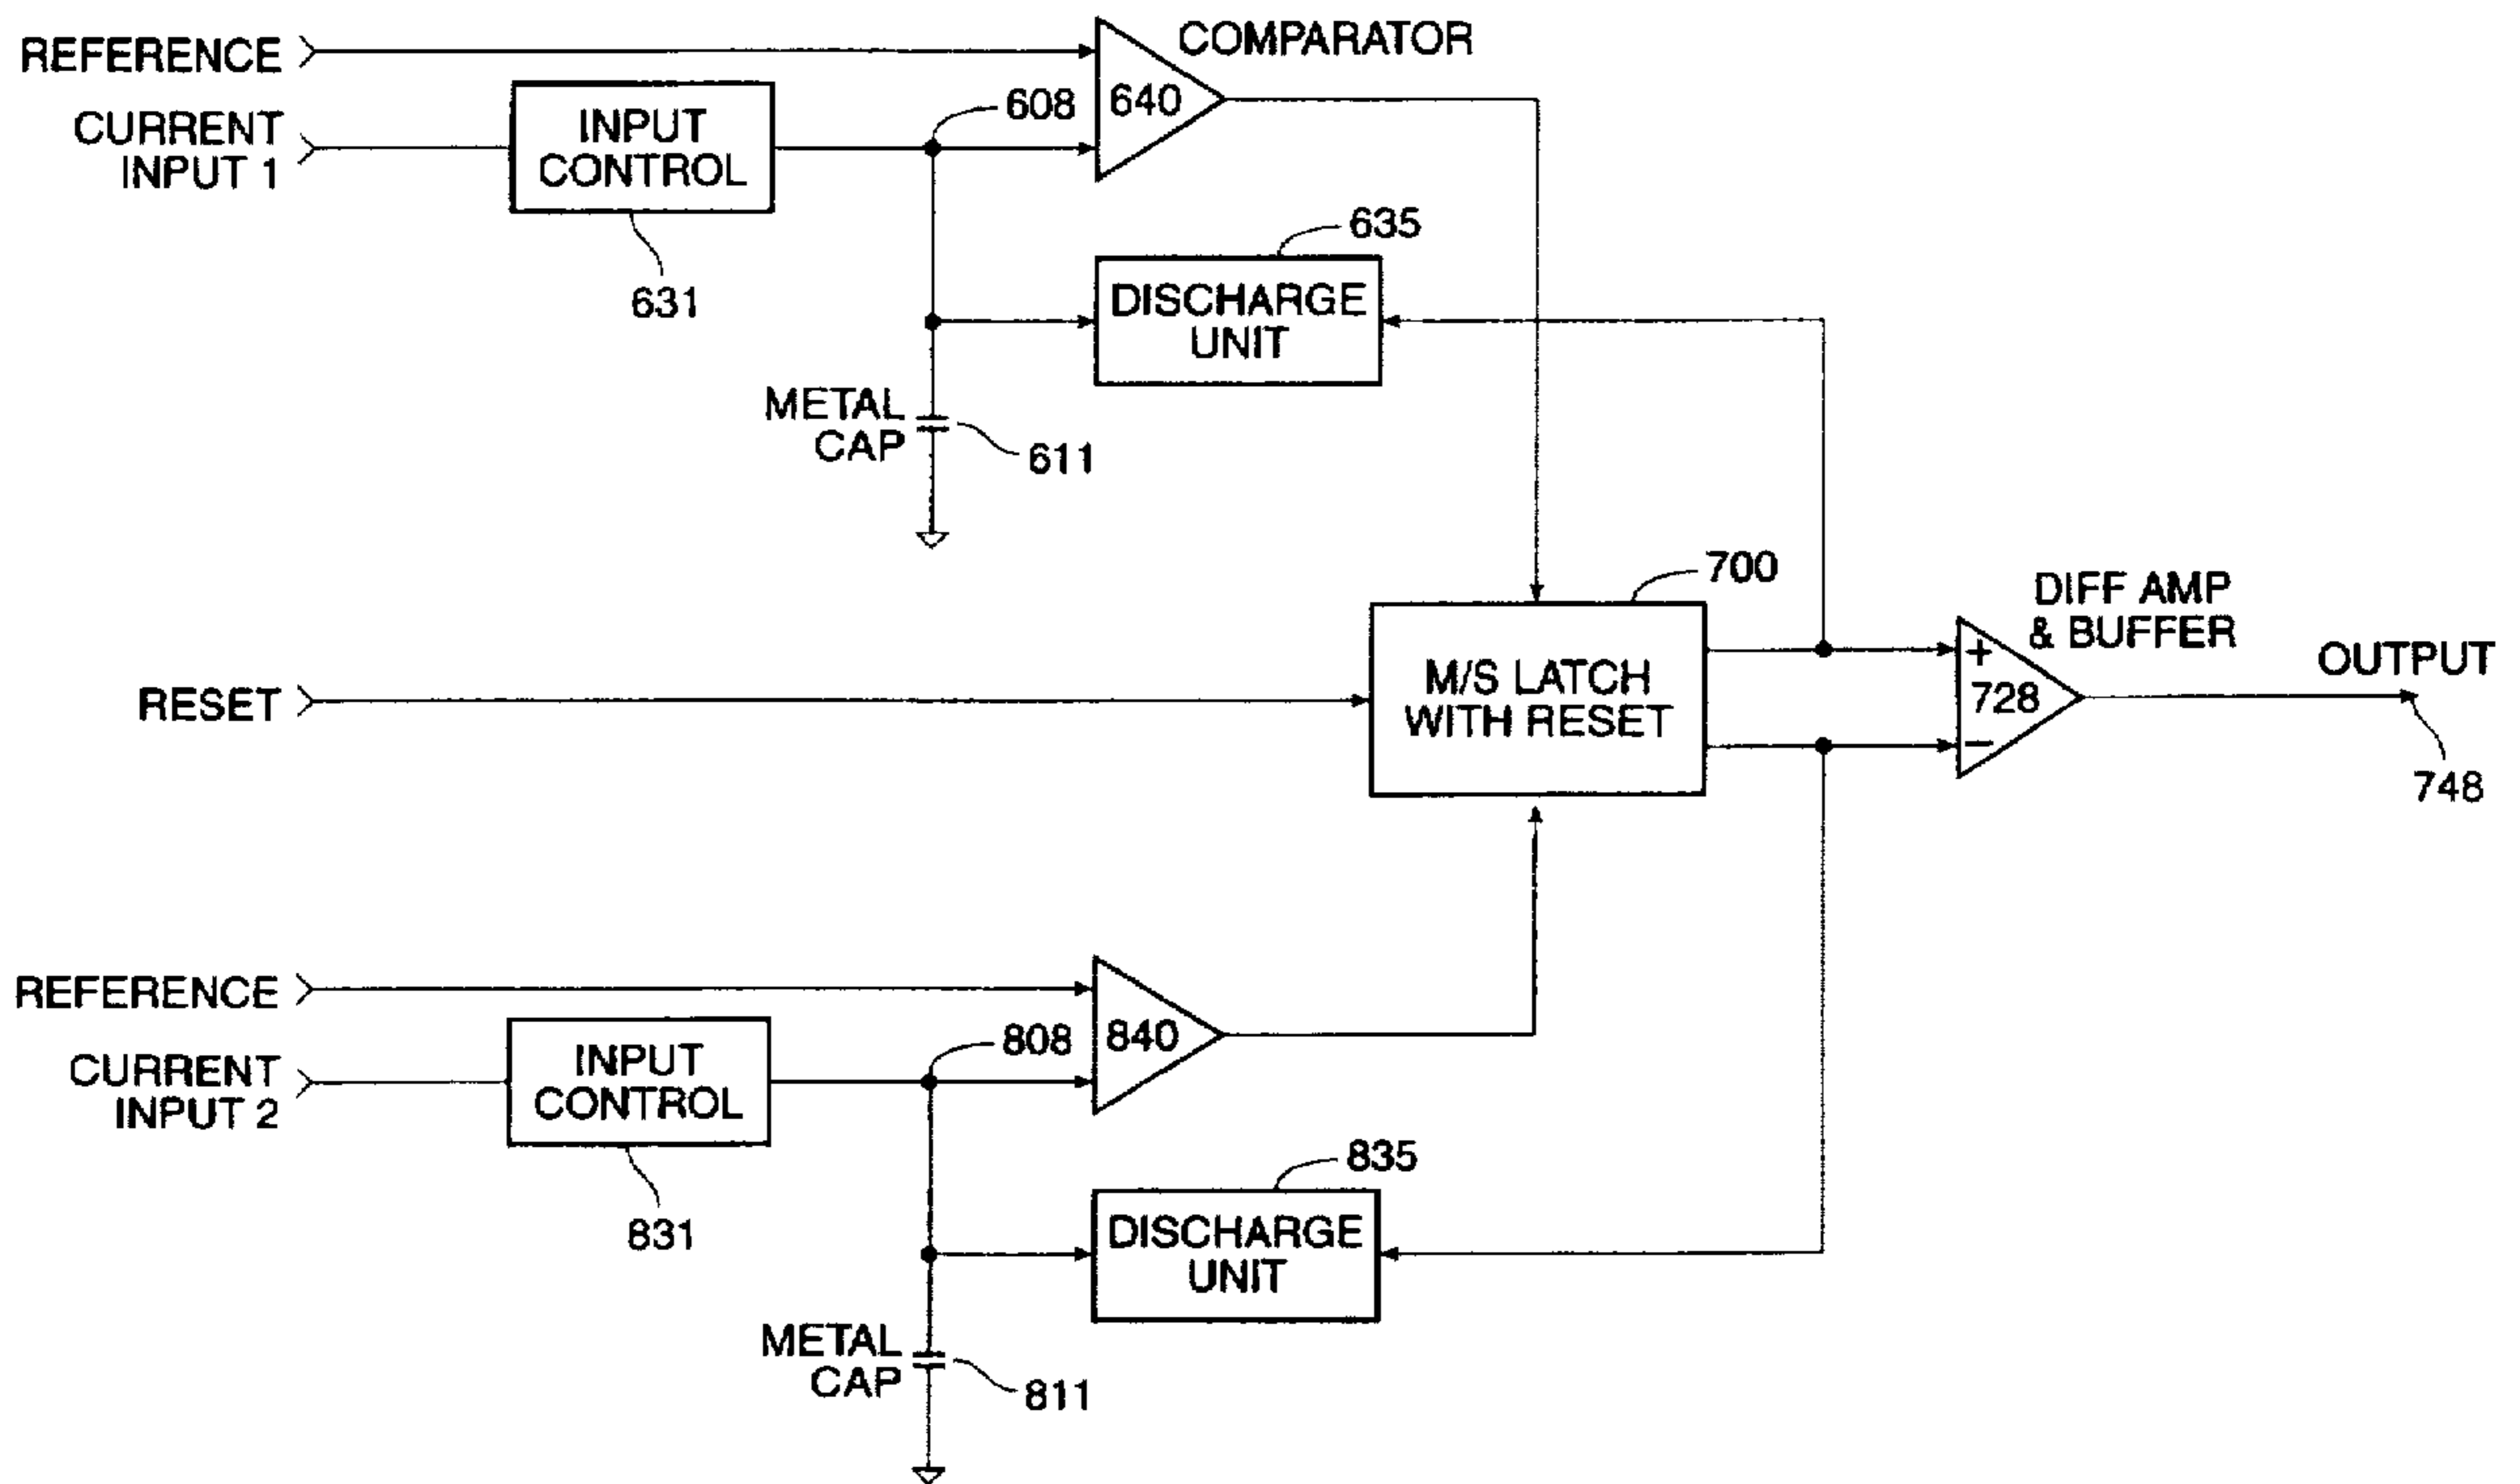 COMPARATOR
REFERENCE
640
CURRENT
INPUT 1
INPUT
CONTROL
608
631
635
DISCHARGE
UNIT
METAL
CAP
611
700
DIFF AMP
& BUFFER
OUTPUT
RESET
M/S LATCH
WITH RESET
+
728
−
748
REFERENCE
840
CURRENT
INPUT 2
INPUT
CONTROL
808
831
835
DISCHARGE
UNIT
METAL
CAP
811